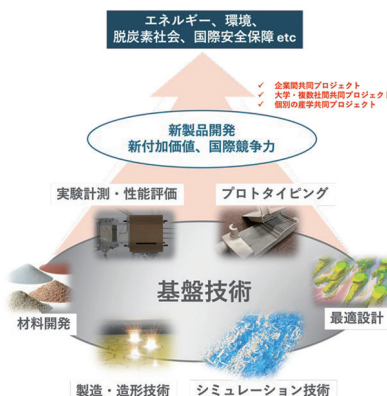 エネルギー、環境、
脱炭素社会、国際安全保障 etc
✓ 企業間共同プロジェクト
✓ 大学・複数社間共同プロジェクト
✓ 個別の産学共同プロジェクト
新製品開発
新付加価値、国際競争力
実験計測・性能評価
プロトタイピング
基盤技術
材料開発
最適設計
製造・造形技術
シミュレーション技術